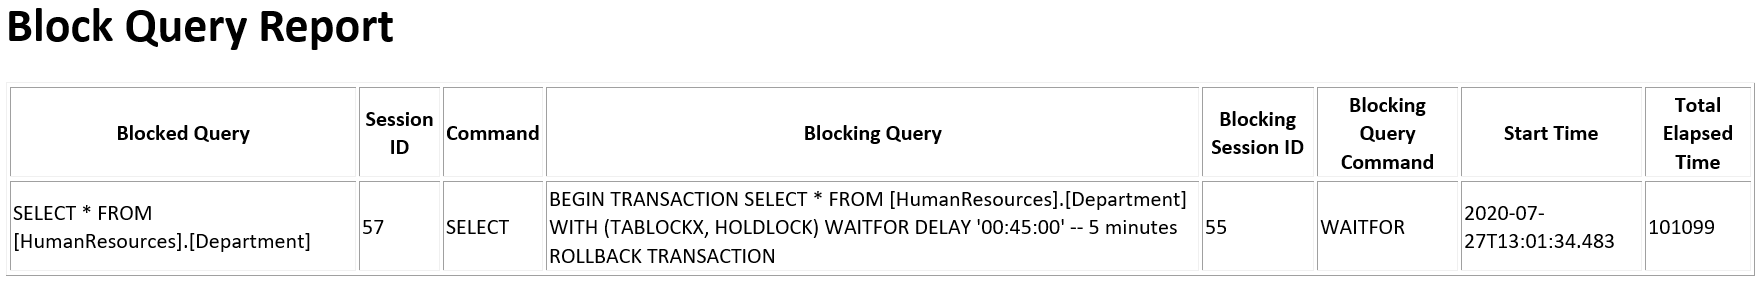 Block Query Report
Blocked Query
Session
ID
Command
Blocking Query
Blocking
Session ID
Blocking
Query
Command
Start Time
Total
Elapsed
Time
SELECT * FROM
[HumanResources].[Department]
57
SELECT
BEGIN TRANSACTION SELECT * FROM [HumanResources].[Department]
WITH (TABLOCKX, HOLDLOCK) WAITFOR DELAY '00:45:00' -- 5 minutes
ROLLBACK TRANSACTION
55
WAITFOR
2020-07-
27T13:01:34.483
101099